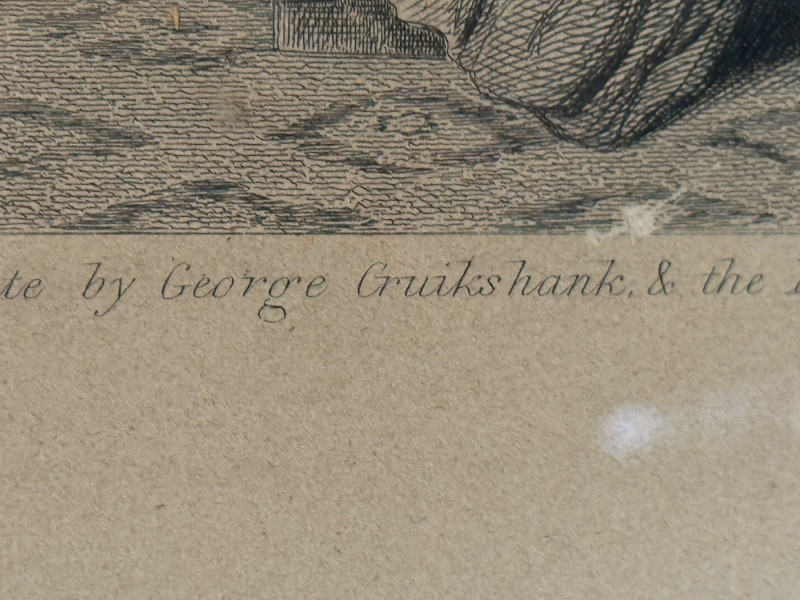 te by George Cruikshank, & the